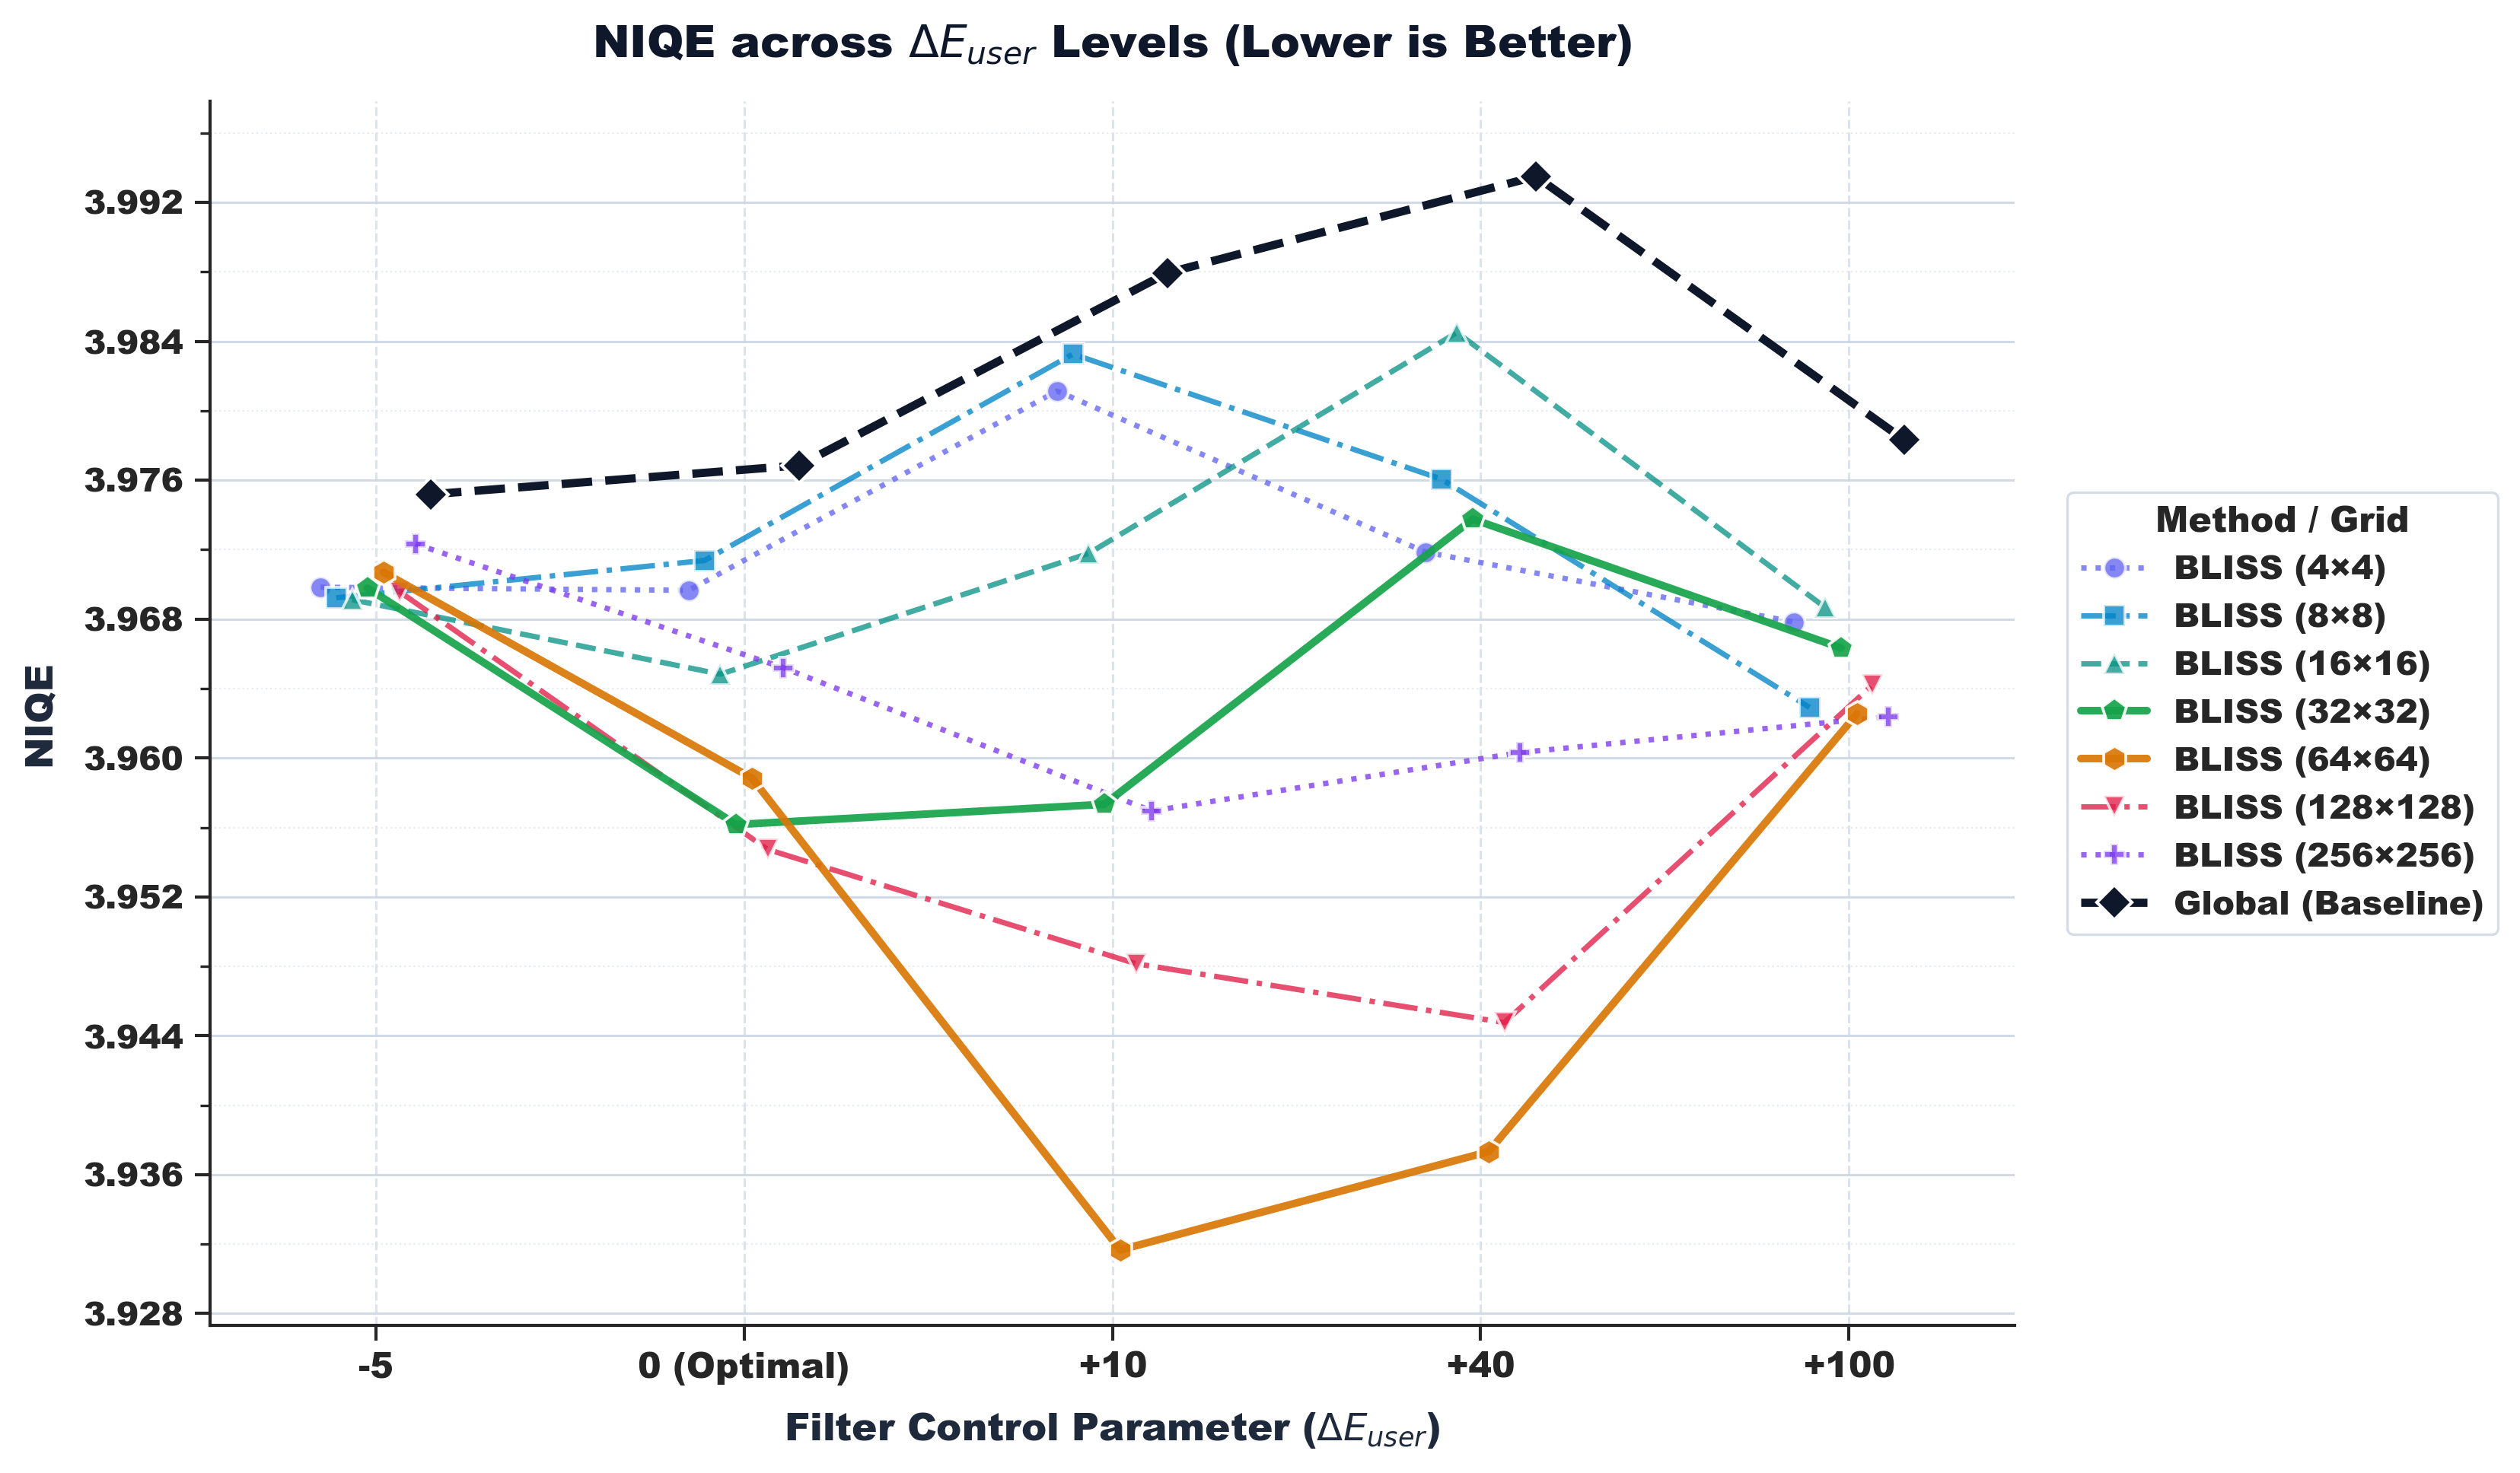 NIQE across ΔE_user Levels (Lower is Better)
3.992
3.984
3.976
3.968
3.960
3.952
3.944
3.936
3.928
NIQE
-5
0 (Optimal)
+10
+40
+100
Filter Control Parameter (ΔE_user)
Method / Grid
BLISS (4×4)
BLISS (8×8)
BLISS (16×16)
BLISS (32×32)
BLISS (64×64)
BLISS (128×128)
BLISS (256×256)
Global (Baseline)